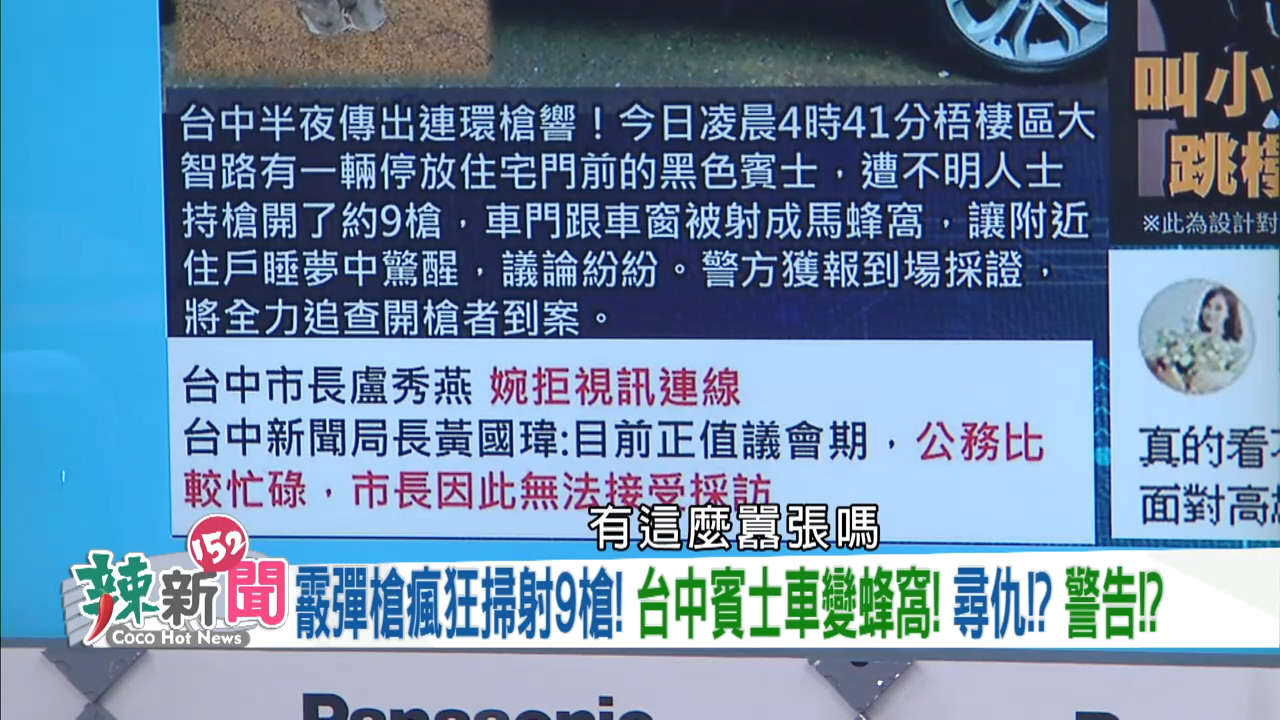 台中半夜傳出連環槍響！今日凌晨4時41分梧棲區大
智路有一輛停放住宅門前的黑色賓士，遭不明人士
持槍開了約9槍，車門跟車窗被射成馬蜂窩，讓附近
住戶睡夢中驚醒，議論紛紛。警方獲報到場採證，
將全力追查開槍者到案。
台中市長盧秀燕 婉拒視訊連線
台中新聞局長黃國瑋:目前正值議會期，公務比
較忙碌，市長因此無法接受採訪
叫小
跳樓
※此為設計對
真的看不
面對高
有這麼囂張嗎
辣新聞152
Coco Hot News
霰彈槍瘋狂掃射9槍! 台中賓士車變蜂窩! 尋仇!? 警告!?
Panasonic